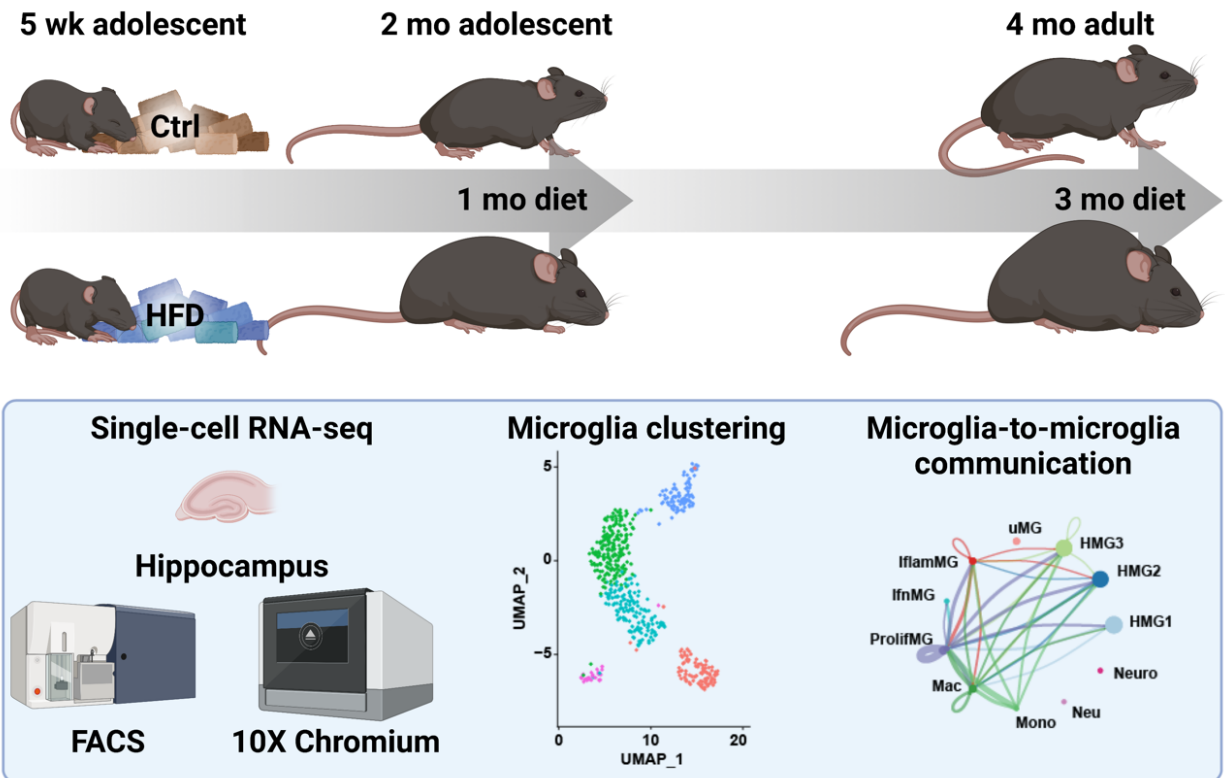 5 wk adolescent
2 mo adolescent
4 mo adult
Ctrl
1 mo diet
3 mo diet
HFD
Single-cell RNA-seq
Hippocampus
FACS
10X Chromium
Microglia clustering
5
0
−5
UMAP_2
0
10
20
UMAP_1
Microglia-to-microglia
communication
uMG
HMG3
IflamMG
HMG2
IfnMG
HMG1
ProlifMG
Neuro
Mac
Neu
Mono